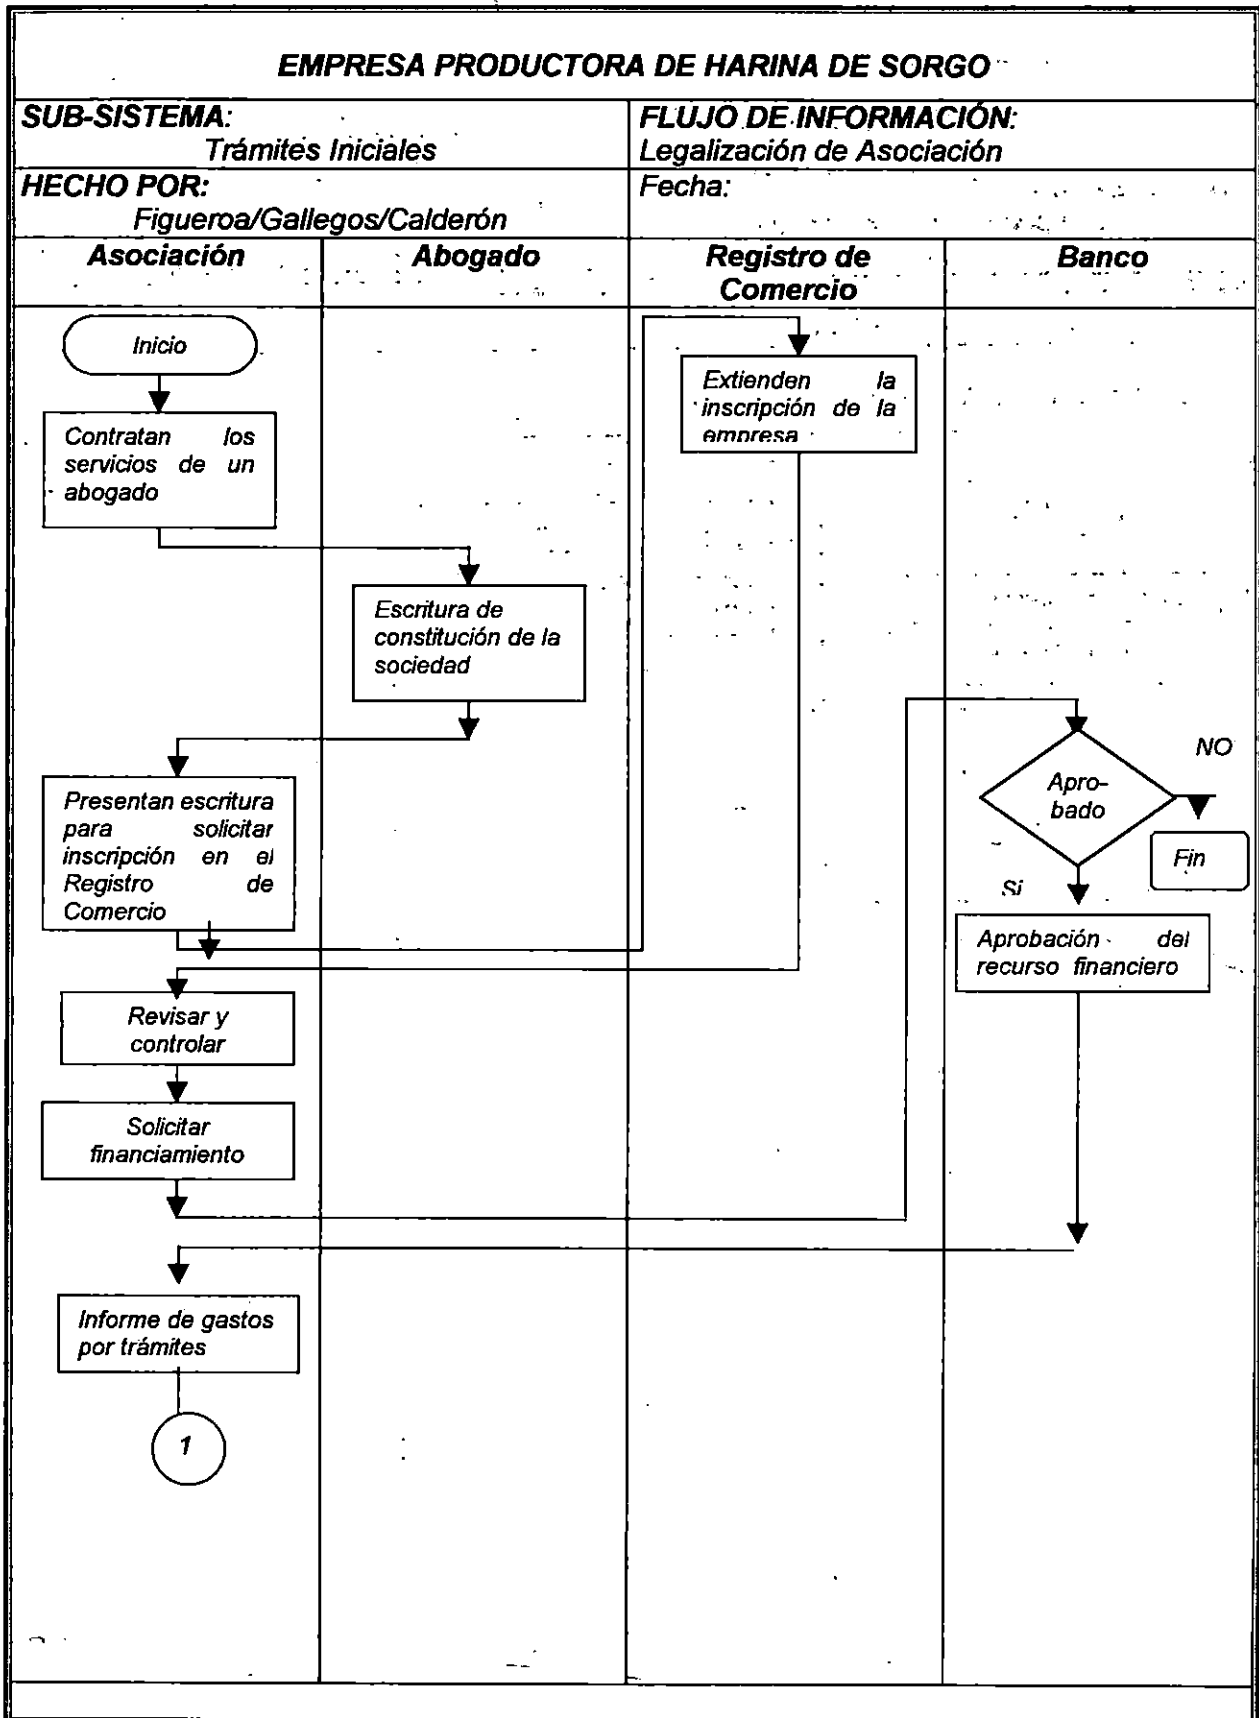 EMPRESA PRODUCTORA DE HARINA DE SORGO
SUB-SISTEMA:
Trámites Iniciales
FLUJO DE INFORMACIÓN:
Legalización de Asociación
HECHO POR:
Figueroa/Gallegos/Calderón
Fecha:
Asociación
Abogado
Registro de
Comercio
Banco
Inicio
Contratan los
servicios de un
abogado
Escritura de
constitución de la
sociedad
Presentan escritura
para solicitar
inscripción en el
Registro de
Comercio
Extienden la
inscripción de la
empresa
Revisar y
controlar
Solicitar
financiamiento
Apro-
bado
NO
Fin
Si
Aprobación del
recurso financiero
Informe de gastos
por trámites
1